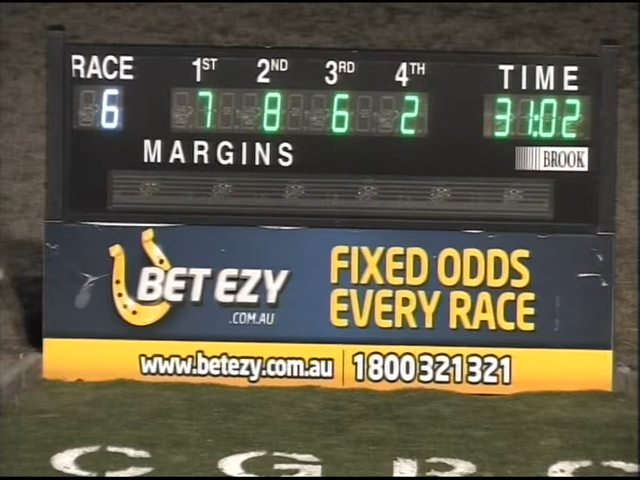 RACE 1ST 2ND 3RD 4TH TIME
6 7 8 6 2 31.02
MARGINS
BROOK
BET EZY
.COM.AU
FIXED ODDS
EVERY RACE
www.betezy.com.au 1800 321 321
C G R C